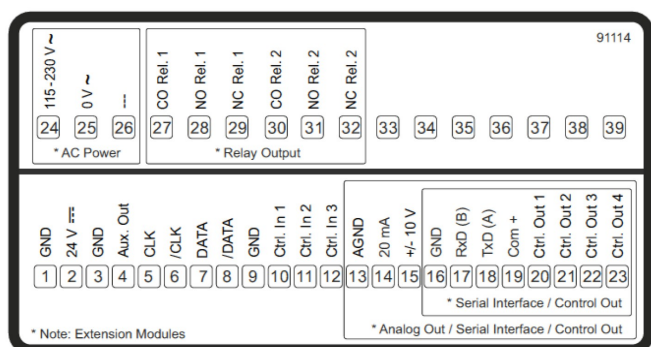 91114
115-230 V ~
0 V ~
⎓
CO Rel. 1
NO Rel. 1
NC Rel. 1
CO Rel. 2
NO Rel. 2
NC Rel. 2
24 25 26 27 28 29 30 31 32 33 34 35 36 37 38 39
* AC Power
* Relay Output
GND
24 V ⎓
GND
Aux. Out
CLK
/CLK
DATA
/DATA
GND
Ctrl. In 1
Ctrl. In 2
Ctrl. In 3
AGND
20 mA
+/- 10 V
GND
RxD (B)
TxD (A)
Com +
Ctrl. Out 1
Ctrl. Out 2
Ctrl. Out 3
Ctrl. Out 4
1 2 3 4 5 6 7 8 9 10 11 12 13 14 15 16 17 18 19 20 21 22 23
* Serial Interface / Control Out
* Note: Extension Modules
* Analog Out / Serial Interface / Control Out